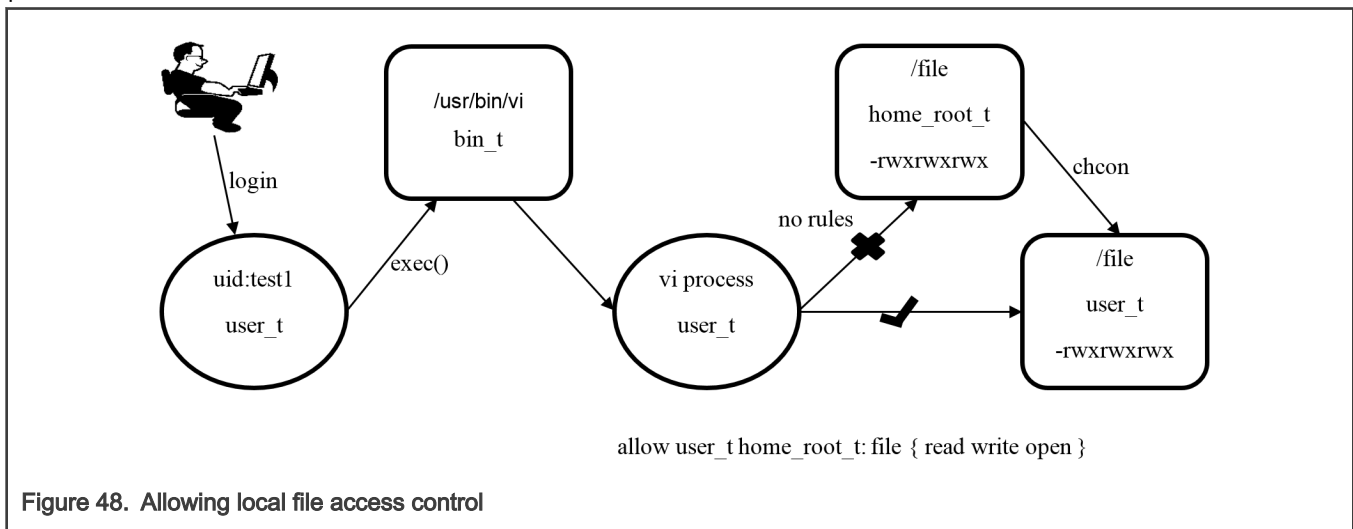 /file
home_root_t
-rwxrwxrwx
/usr/bin/vi
bin_t
login
chcon
no rules
exec()
uid:test1
user_t
vi process
user_t
/file
user_t
-rwxrwxrwx
allow user_t home_root_t: file { read write open }
Figure 48. Allowing local file access control